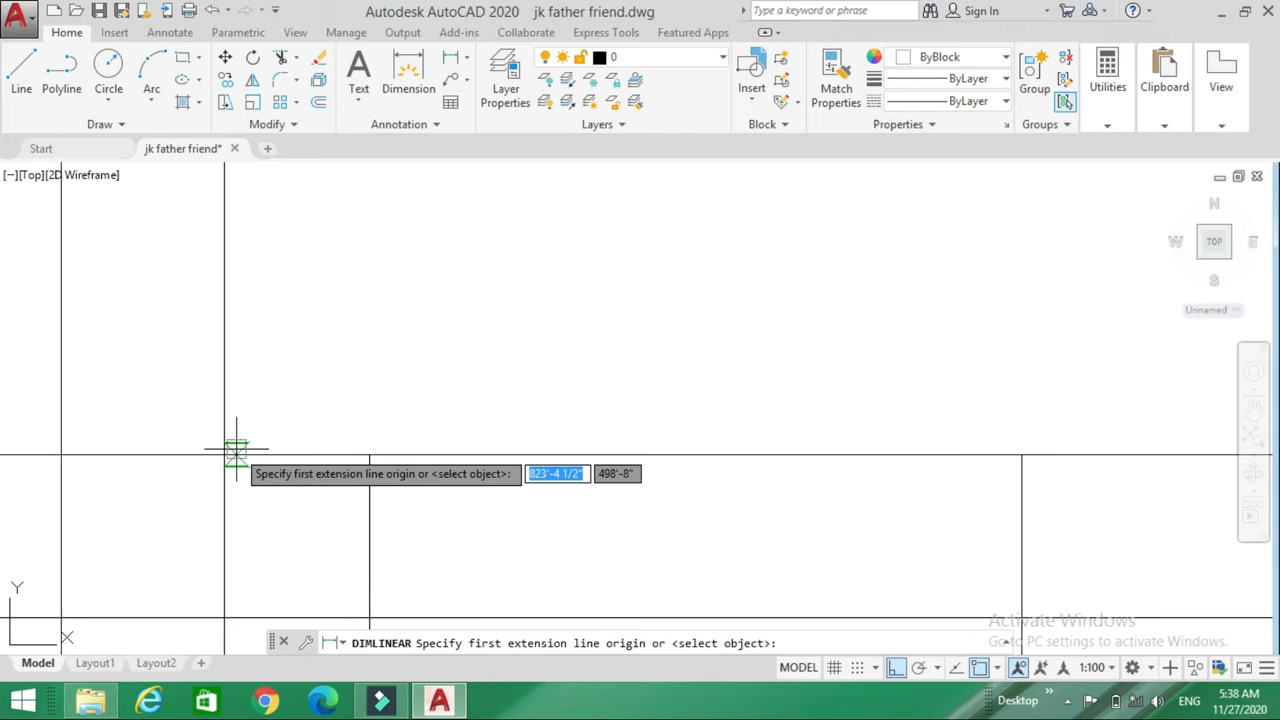 Autodesk AutoCAD 2020 jk father friend.dwg
Type a keyword or phrase
Sign In
Home Insert Annotate Parametric View Manage Output Add-ins Collaborate Express Tools Featured Apps
Line Polyline Circle Arc
Text Dimension
Layer Properties
0
Insert
Match Properties
ByBlock
ByLayer
ByLayer
Group
Utilities Clipboard View
Draw Modify Annotation Layers Block Properties Groups
Start jk father friend*
[−][Top][2D Wireframe]
N
W TOP E
S
Unnamed
Specify first extension line origin or <select object>: 823'-4 1/2" 498'-8"
Y
X
Activate Windows
Go to PC settings to activate Windows.
DIMLINEAR Specify first extension line origin or <select object>:
Model Layout1 Layout2
MODEL 1:100
Desktop ENG
5:38 AM
11/27/2020